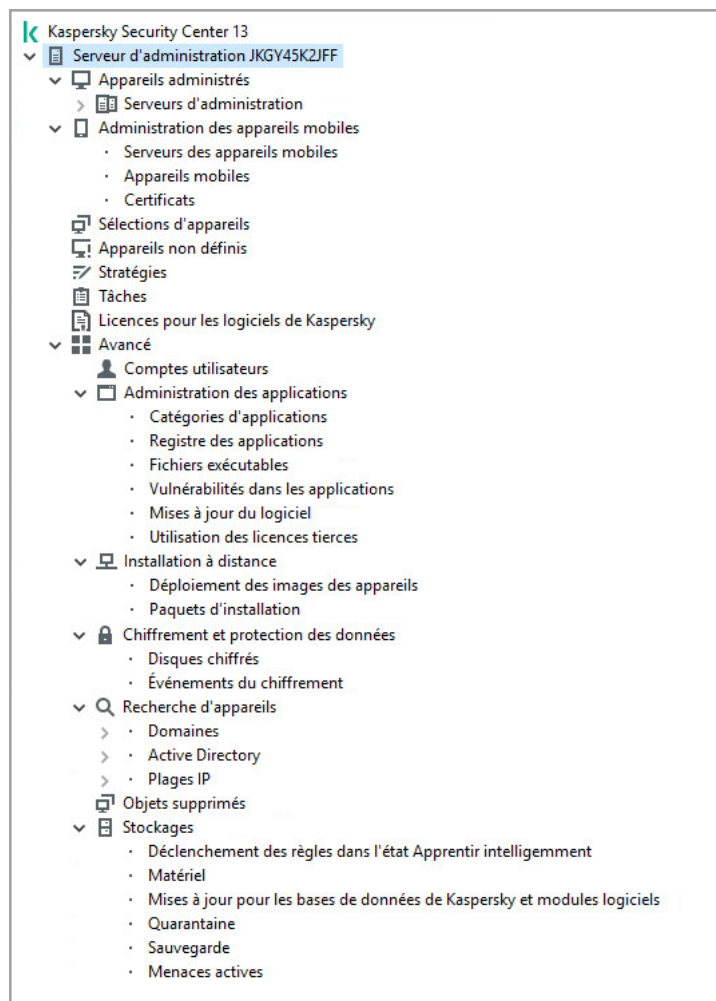 Kaspersky Security Center 13
Serveur d'administration JKGY45K2JFF
Appareils administrés
Serveurs d'administration
Administration des appareils mobiles
Serveurs des appareils mobiles
Appareils mobiles
Certificats
Sélections d'appareils
Appareils non définis
Stratégies
Tâches
Licences pour les logiciels de Kaspersky
Avancé
Comptes utilisateurs
Administration des applications
Catégories d'applications
Registre des applications
Fichiers exécutables
Vulnérabilités dans les applications
Mises à jour du logiciel
Utilisation des licences tierces
Installation à distance
Déploiement des images des appareils
Paquets d'installation
Chiffrement et protection des données
Disques chiffrés
Événements du chiffrement
Recherche d'appareils
Domaines
Active Directory
Plages IP
Objets supprimés
Stockages
Déclenchement des règles dans l'état Apprentir intelligemment
Matériel
Mises à jour pour les bases de données de Kaspersky et modules logiciels
Quarantaine
Sauvegarde
Menaces actives